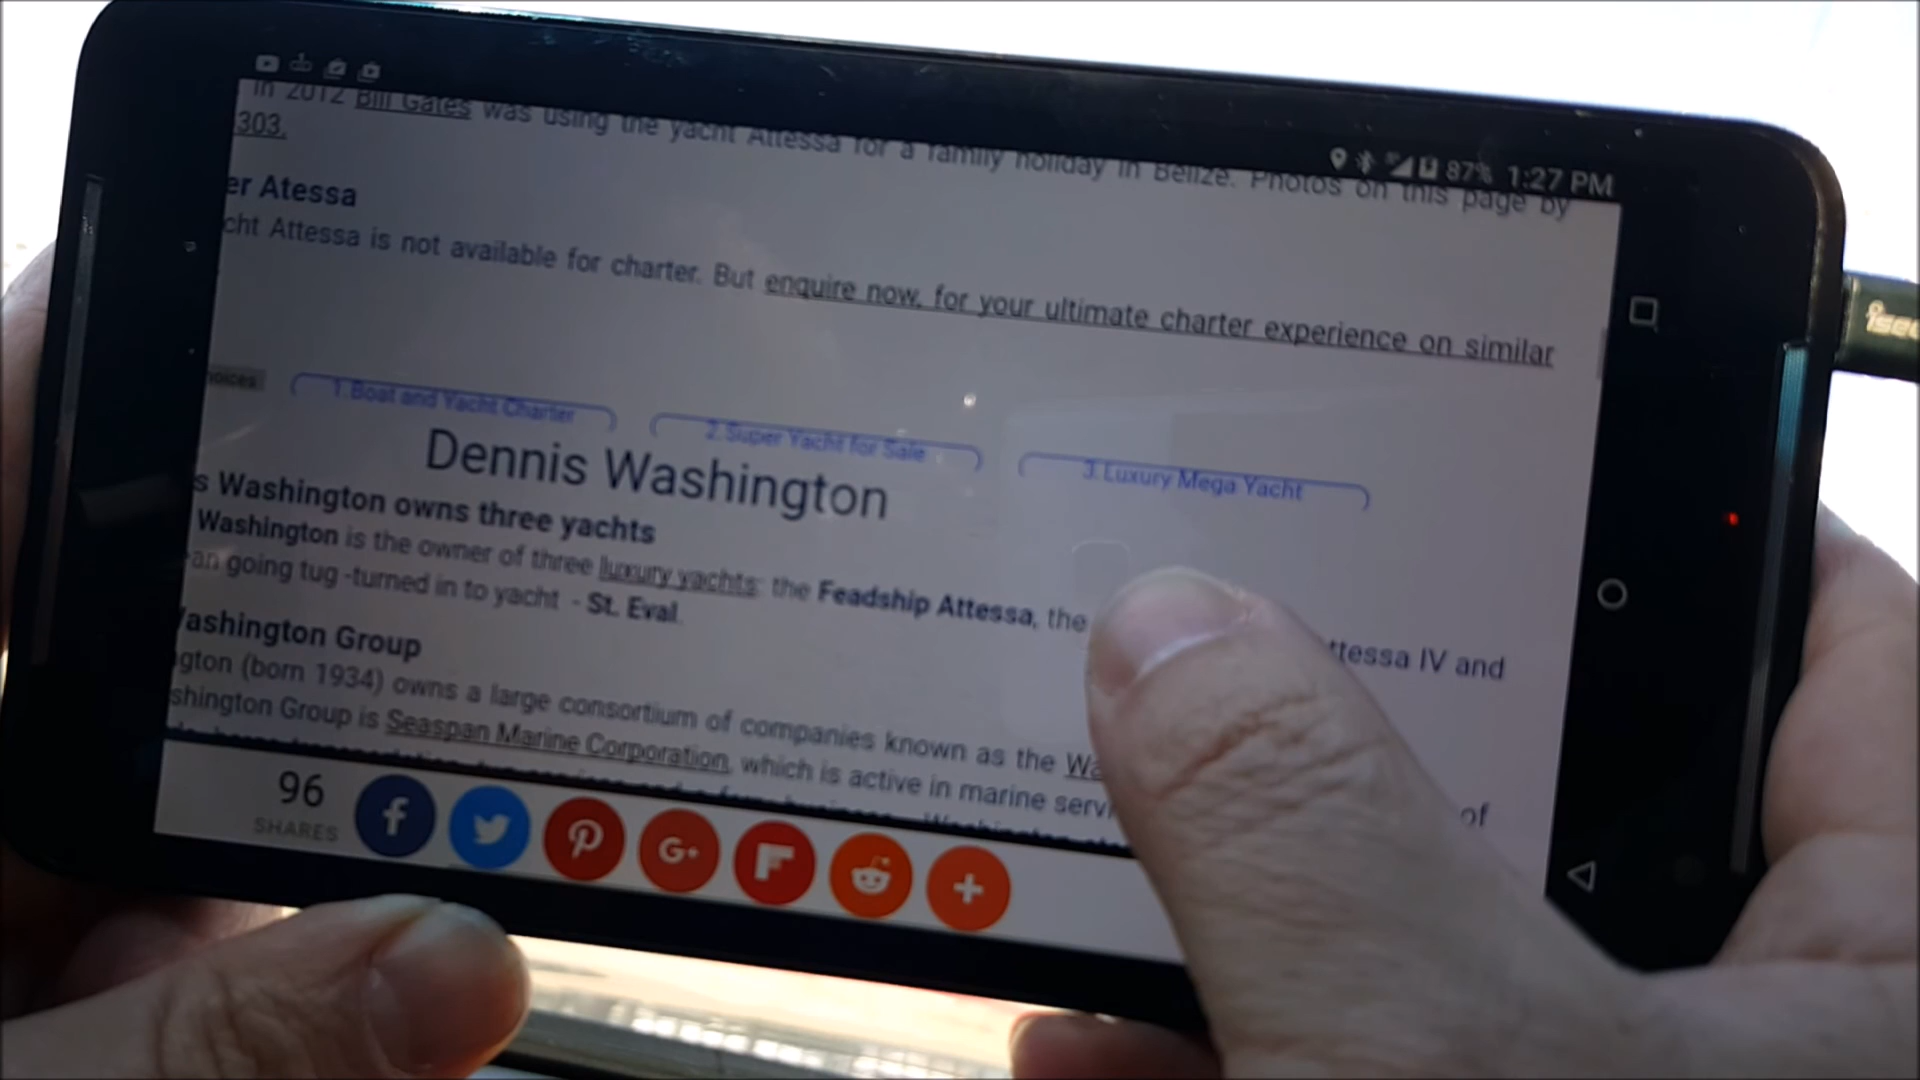 87% 1:27 PM
In 2012 Bill Gates was using the yacht Attessa for a family holiday in Belize. Photos on this page by
303.
er Atessa
cht Attessa is not available for charter. But enquire now, for your ultimate charter experience on similar
oices
1.Boat and Yacht Charter
2.Super Yacht for Sale
3.Luxury Mega Yacht
Dennis Washington
s Washington owns three yachts
Washington is the owner of three luxury yachts: the Feadship Attessa, the ttessa IV and
an going tug -turned in to yacht - St. Eval.
Washington Group
gton (born 1934) owns a large consortium of companies known as the Wa
shington Group is Seaspan Marine Corporation, which is active in marine servi of
96
SHARES
f
G+
+